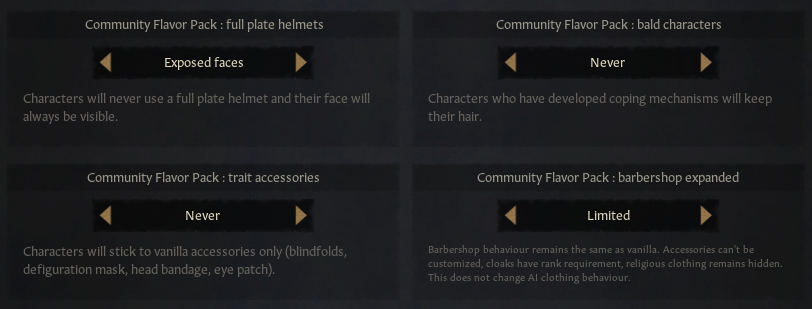 Community Flavor Pack : full plate helmets
Exposed faces
Characters will never use a full plate helmet and their face will
always be visible.
Community Flavor Pack : bald characters
Never
Characters who have developed coping mechanisms will keep
their hair.
Community Flavor Pack : trait accessories
Never
Characters will stick to vanilla accessories only (blindfolds,
defiguration mask, head bandage, eye patch).
Community Flavor Pack : barbershop expanded
Limited
Barbershop behaviour remains the same as vanilla. Accessories can't be
customized, cloaks have rank requirement, religious clothing remains hidden.
This does not change AI clothing behaviour.